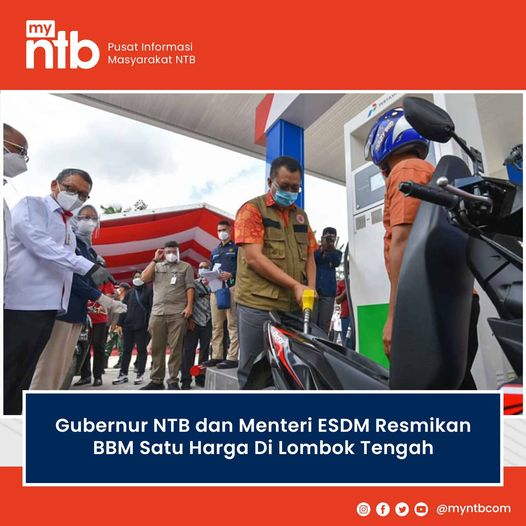 my
ntb
Pusat Informasi
Masyarakat NTB
Gubernur NTB dan Menteri ESDM Resmikan
BBM Satu Harga Di Lombok Tengah
@myntbcom